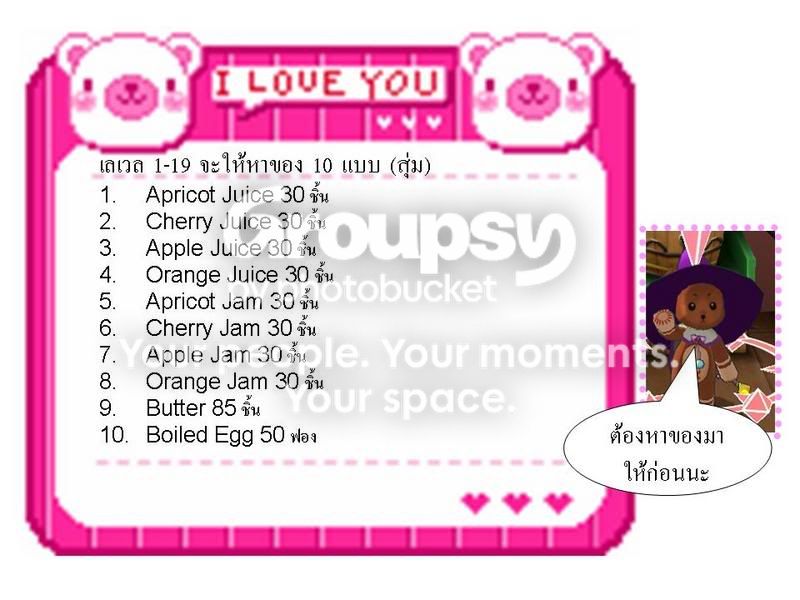 I LOVE YOU
เลเวล 1-19 จะให้หาของ 10 แบบ (สุ่ม)
1. Apricot Juice 30 ชิ้น
2. Cherry Juice 30 ชิ้น
3. Apple Juice 30 ชิ้น
4. Orange Juice 30 ชิ้น
5. Apricot Jam 30 ชิ้น
6. Cherry Jam 30 ชิ้น
7. Apple Jam 30 ชิ้น
8. Orange Jam 30 ชิ้น
9. Butter 85 ชิ้น
10. Boiled Egg 50 ฟอง
ต้องหาของมา
ให้ก่อนนะ
Groupsy
by photobucket
Your people. Your moments.
Your space.